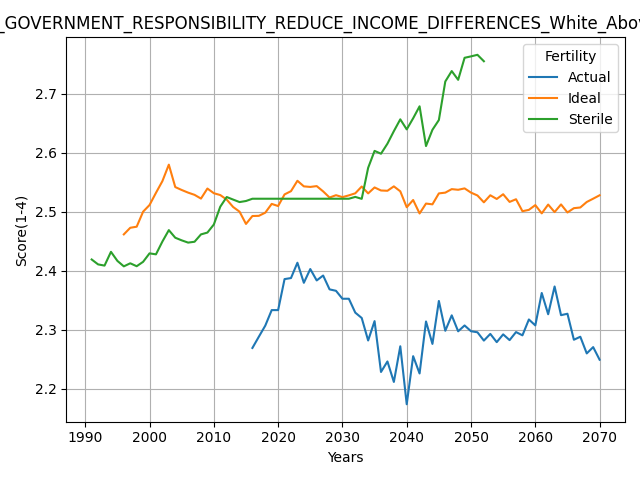 _GOVERNMENT_RESPONSIBILITY_REDUCE_INCOME_DIFFERENCES_White_Abov
Fertility
Actual
Ideal
Sterile
Score(1-4)
2.7
2.6
2.5
2.4
2.3
2.2
1990 2000 2010 2020 2030 2040 2050 2060 2070
Years